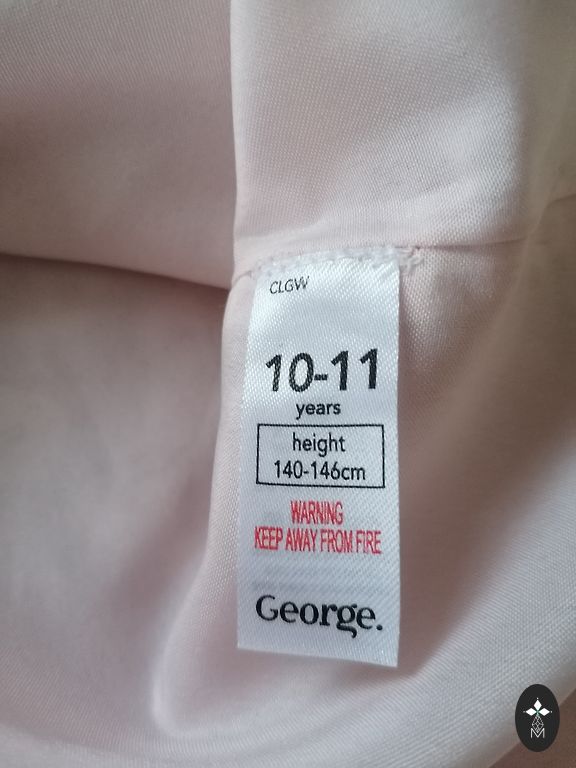 CLGW
10-11
years
height
140-146cm
WARNING
KEEP AWAY FROM FIRE
George.
M